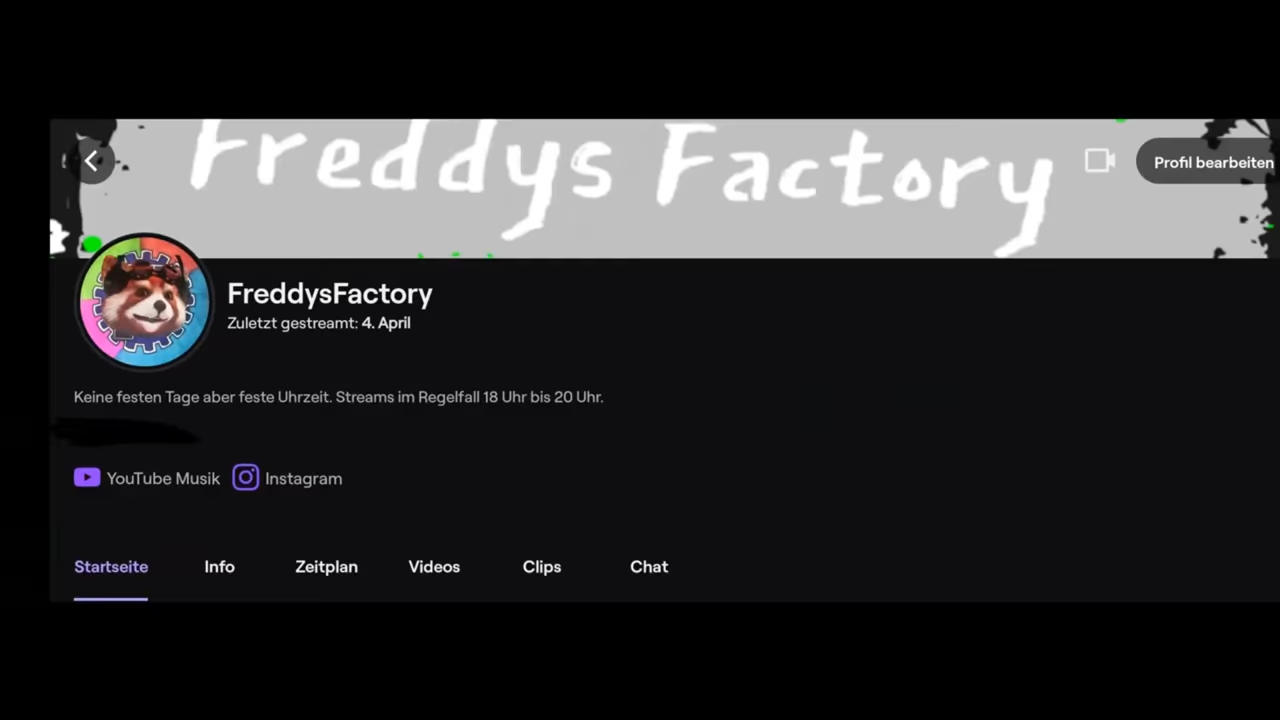 Freddys Factory
Profil bearbeiten
FreddysFactory
Zuletzt gestreamt: 4. April
Keine festen Tage aber feste Uhrzeit. Streams im Regelfall 18 Uhr bis 20 Uhr.
YouTube Musik Instagram
Startseite Info Zeitplan Videos Clips Chat